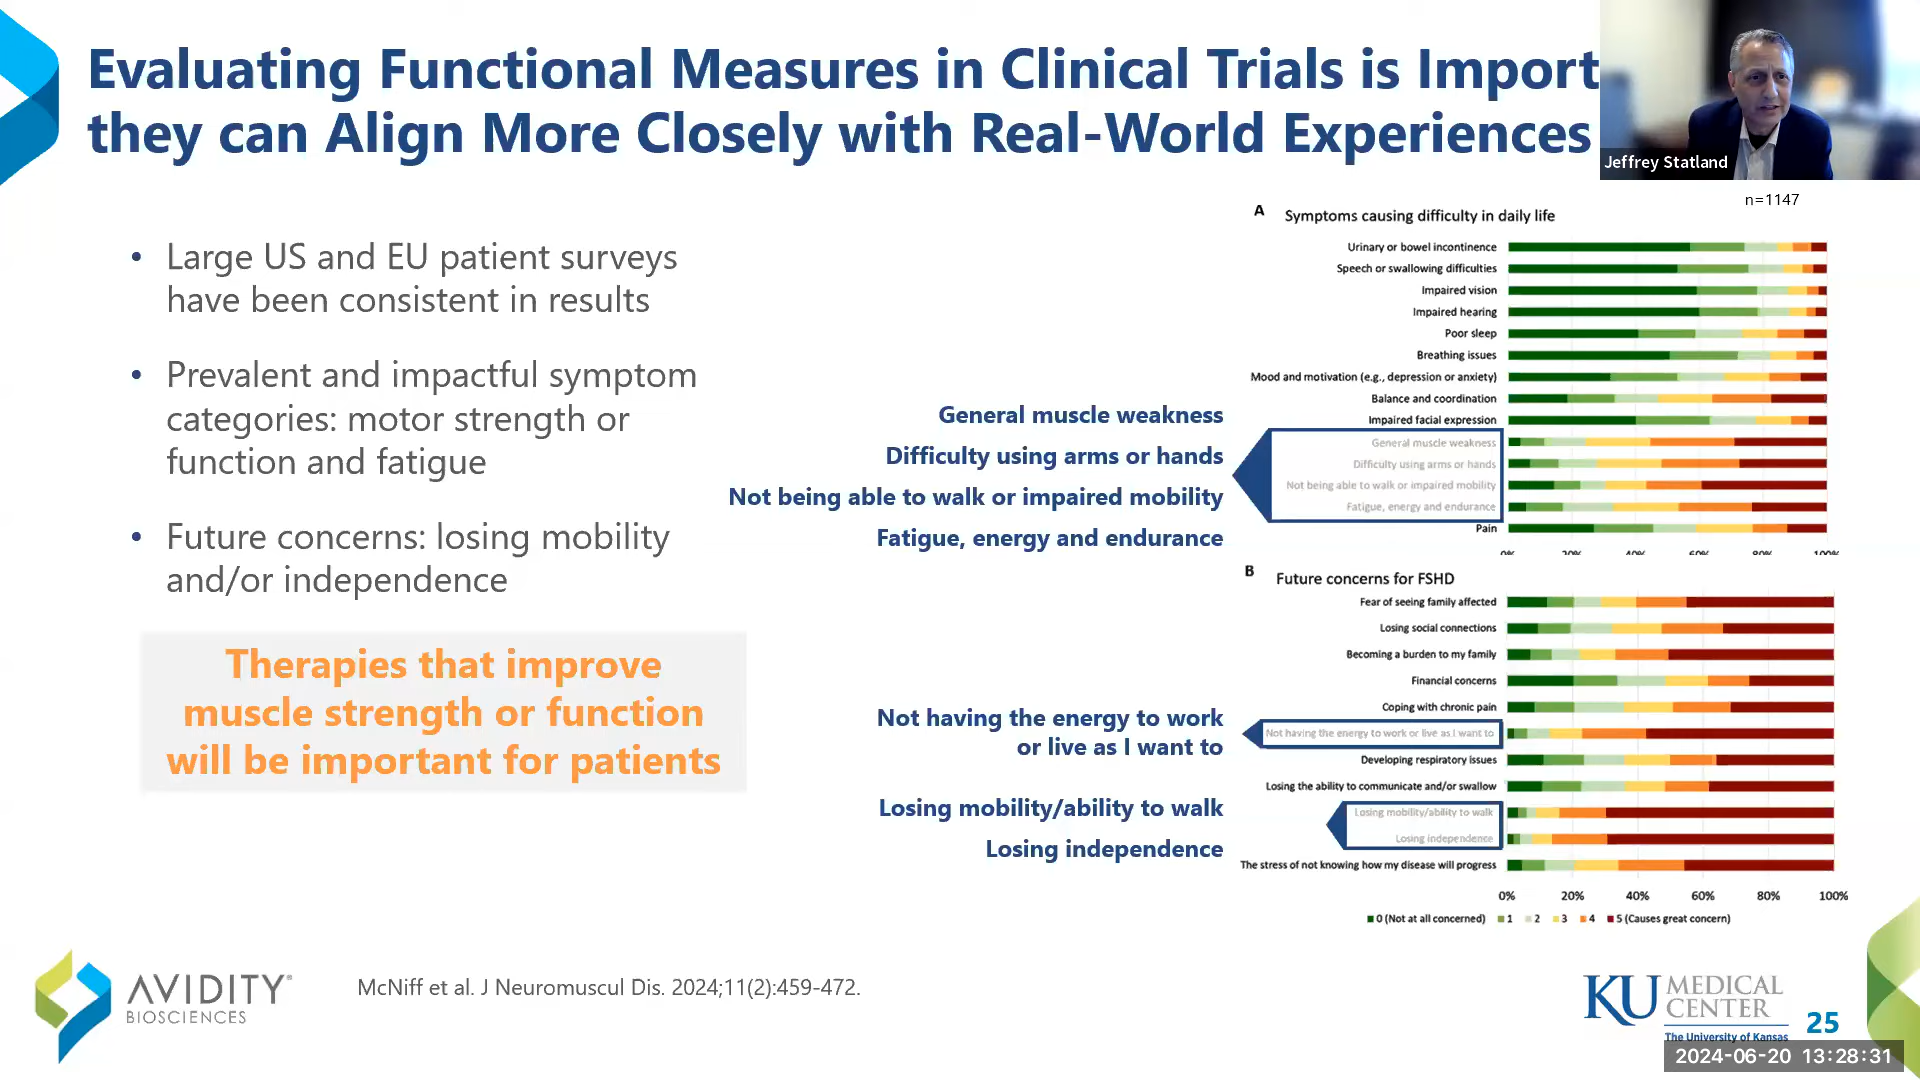 Evaluating Functional Measures in Clinical Trials is Import
they can Align More Closely with Real-World Experiences
Jeffrey Statland
n=1147
• Large US and EU patient surveys
have been consistent in results
• Prevalent and impactful symptom
categories: motor strength or
function and fatigue
• Future concerns: losing mobility
and/or independence
Therapies that improve
muscle strength or function
will be important for patients
General muscle weakness
Difficulty using arms or hands
Not being able to walk or impaired mobility
Fatigue, energy and endurance
Not having the energy to work
or live as I want to
Losing mobility/ability to walk
Losing independence
A Symptoms causing difficulty in daily life
Urinary or bowel incontinence
Speech or swallowing difficulties
Impaired vision
Impaired hearing
Poor sleep
Breathing issues
Mood and motivation (e.g., depression or anxiety)
Balance and coordination
Impaired facial expression
General muscle weakness
Difficulty using arms or hands
Not being able to walk or impaired mobility
Fatigue, energy and endurance
Pain
0% 20% 40% 60% 80% 100%
B Future concerns for FSHD
Fear of seeing family affected
Losing social connections
Becoming a burden to my family
Financial concerns
Coping with chronic pain
Not having the energy to work or live as I want to
Developing respiratory issues
Losing the ability to communicate and/or swallow
Losing mobility/ability to walk
Losing independence
The stress of not knowing how my disease will progress
0% 20% 40% 60% 80% 100%
0 (Not at all concerned) 1 2 3 4 5 (Causes great concern)
AVIDITY
BIOSCIENCES
McNiff et al. J Neuromuscul Dis. 2024;11(2):459-472.
KU MEDICAL
CENTER
The University of Kansas
25
2024-06-20 13:28:31